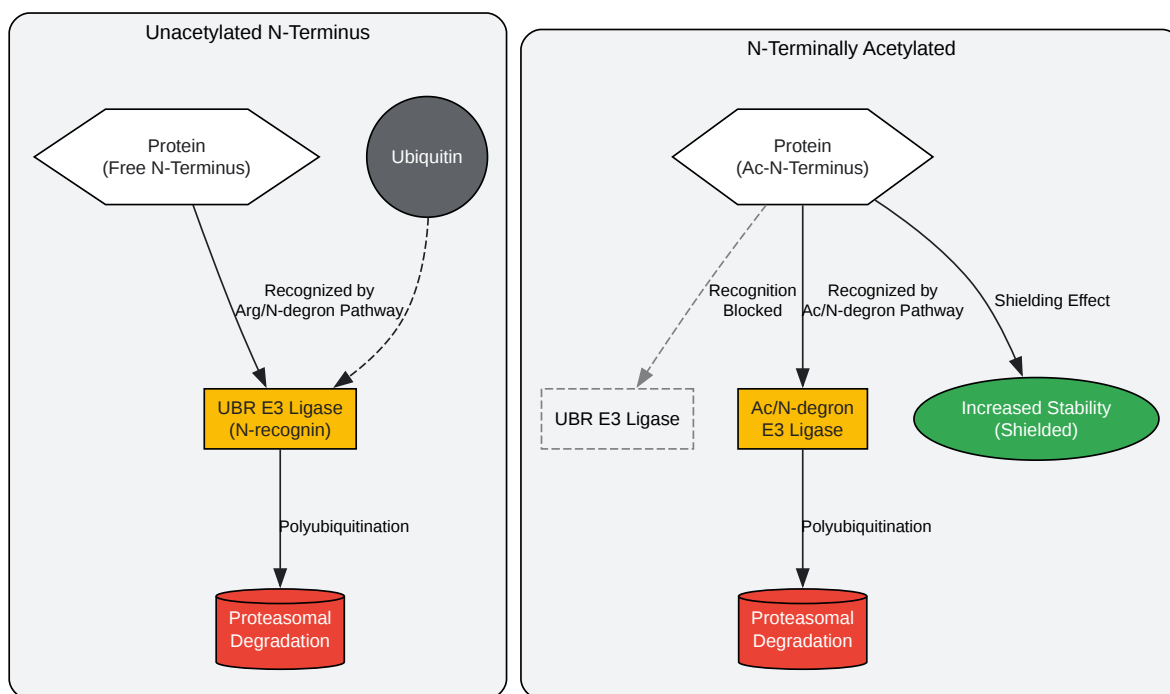 Unacetylated N-Terminus
Protein
(Free N-Terminus)
Ubiquitin
Recognized by
Arg/N-degron Pathway
UBR E3 Ligase
(N-recognin)
Polyubiquitination
Proteasomal
Degradation
N-Terminally Acetylated
Protein
(Ac-N-Terminus)
Recognition
Blocked
Recognized by
Ac/N-degron Pathway
Shielding Effect
UBR E3 Ligase
Ac/N-degron
E3 Ligase
Increased Stability
(Shielded)
Polyubiquitination
Proteasomal
Degradation